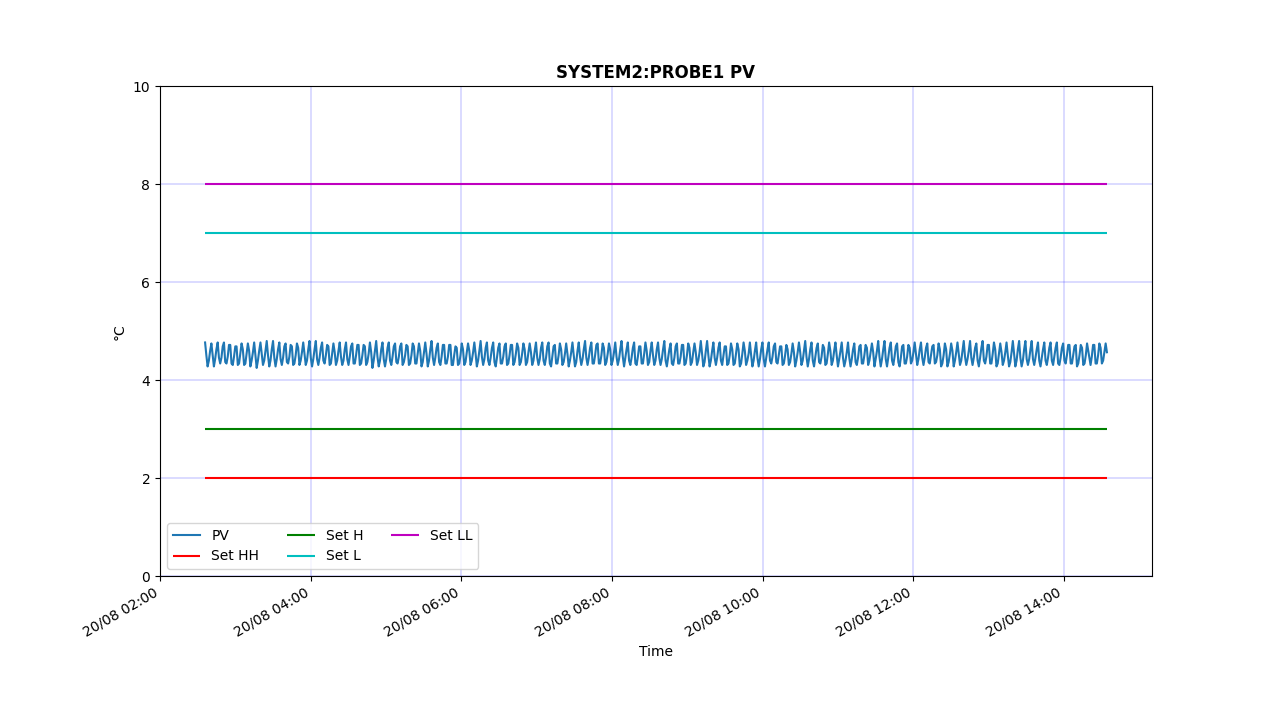 SYSTEM2:PROBE1 PV
10
8
6
4
2
0
°C
PV
Set HH
Set H
Set L
Set LL
20/08 02:00
20/08 04:00
20/08 06:00
20/08 08:00
20/08 10:00
20/08 12:00
20/08 14:00
Time